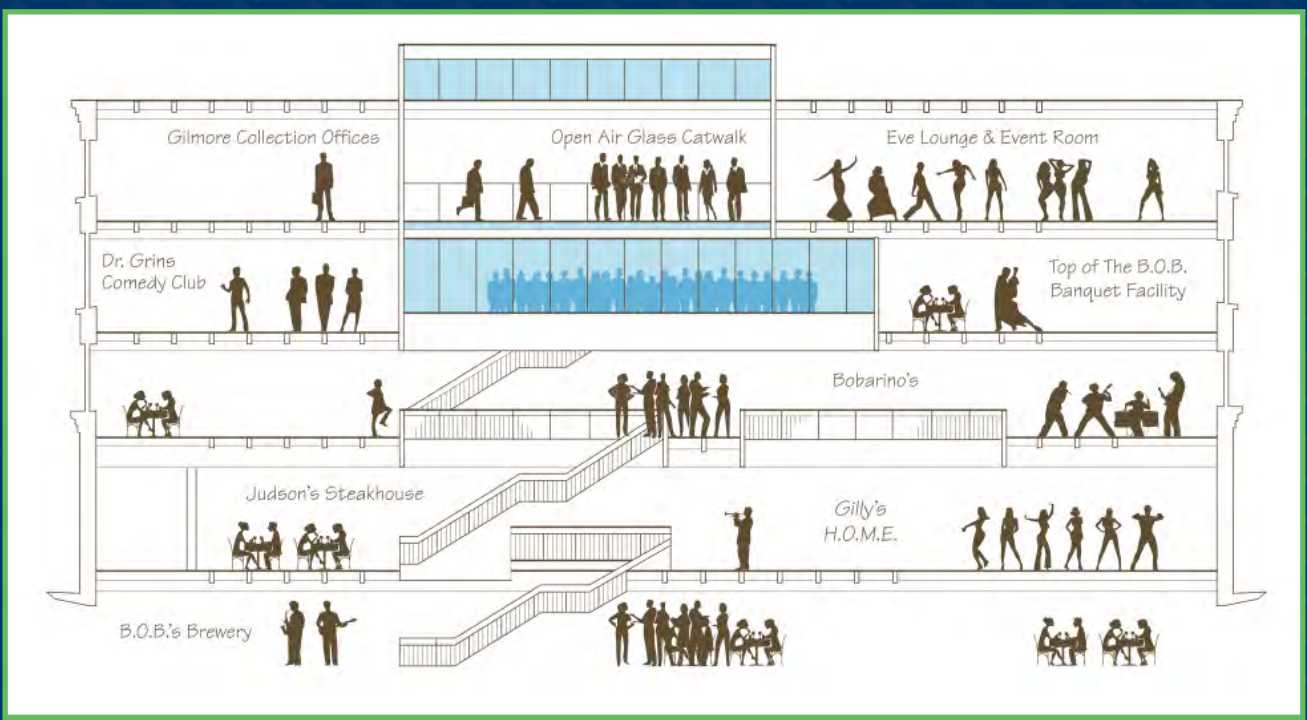 Gilmore Collection Offices
Open Air Glass Catwalk
Eve Lounge & Event Room
Dr. Grins
Comedy Club
Top of The B.O.B.
Banquet Facility
Bobarino's
Judson's Steakhouse
Gilly's
H.O.M.E.
B.O.B.'s Brewery